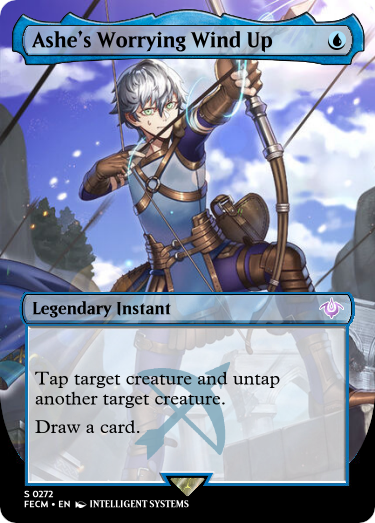 Ashe's Worrying Wind Up
Legendary Instant
Tap target creature and untap
another target creature.
Draw a card.
S 0272
FECM • EN INTELLIGENT SYSTEMS